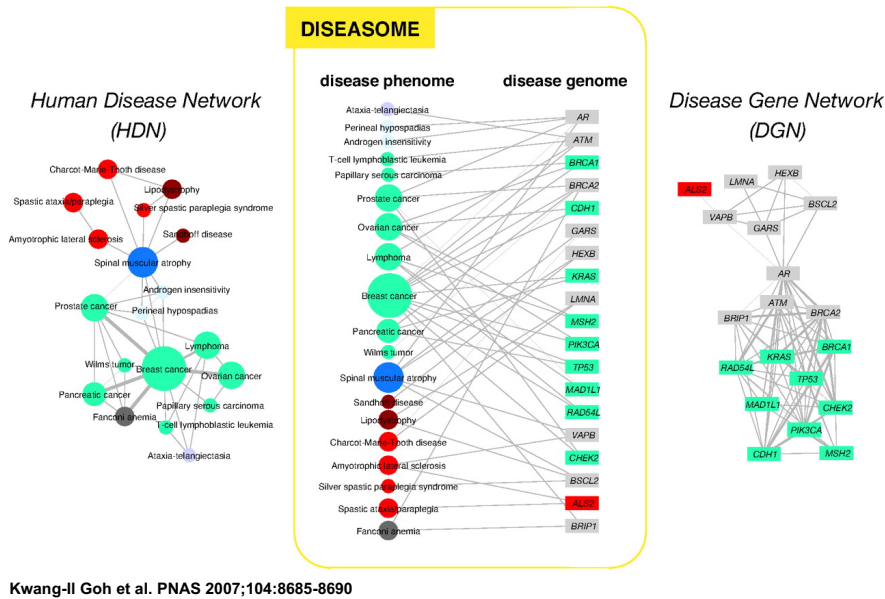 DISEASOME
Human Disease Network
(HDN)
Charcot-Marie-Tooth disease
Lipodystrophy
Spastic ataxia/paraplegia
Silver spastic paraplegia syndrome
Amyotrophic lateral sclerosis
Sandhoff disease
Spinal muscular atrophy
Androgen insensitivity
Prostate cancer
Perineal hypospadias
Lymphoma
Wilms tumor
Breast cancer
Ovarian cancer
Pancreatic cancer
Papillary serous carcinoma
Fanconi anemia
T-cell lymphoblastic leukemia
Ataxia-telangiectasia
disease phenome
Ataxia-telangiectasia
Perineal hypospadias
Androgen insensitivity
T-cell lymphoblastic leukemia
Papillary serous carcinoma
Prostate cancer
Ovarian cancer
Lymphoma
Breast cancer
Pancreatic cancer
Wilms tumor
Spinal muscular atrophy
Sandhoff disease
Lipodystrophy
Charcot-Marie-Tooth disease
Amyotrophic lateral sclerosis
Silver spastic paraplegia syndrome
Spastic ataxia/paraplegia
Fanconi anemia
disease genome
AR
ATM
BRCA1
BRCA2
CDH1
GARS
HEXB
KRAS
LMNA
MSH2
PIK3CA
TP53
MAD1L1
RAD54L
VAPB
CHEK2
BSCL2
ALS2
BRIP1
Disease Gene Network
(DGN)
HEXB
LMNA
ALS2
BSCL2
VAPB
GARS
AR
ATM
BRIP1
BRCA2
BRCA1
KRAS
RAD54L
TP53
MAD1L1
CHEK2
PIK3CA
CDH1
MSH2
Kwang-Il Goh et al. PNAS 2007;104:8685-8690